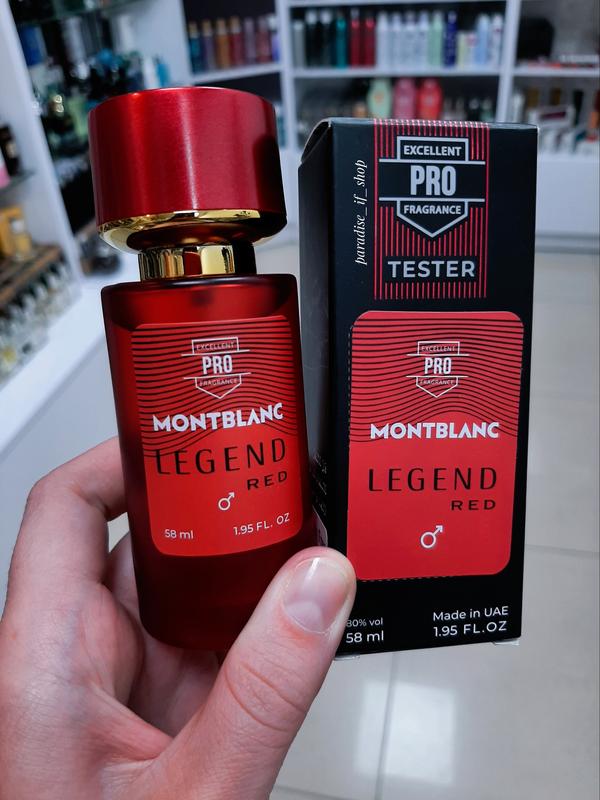 EXCELLENT
PRO
FRAGRANCE
MONTBLANC
LEGEND
RED
♂
58 ml 1.95 FL. OZ
paradise_if_shop
EXCELLENT
PRO
FRAGRANCE
TESTER
EXCELLENT
PRO
FRAGRANCE
MONTBLANC
LEGEND
RED
♂
80% vol Made in UAE
58 ml 1.95 FL.OZ